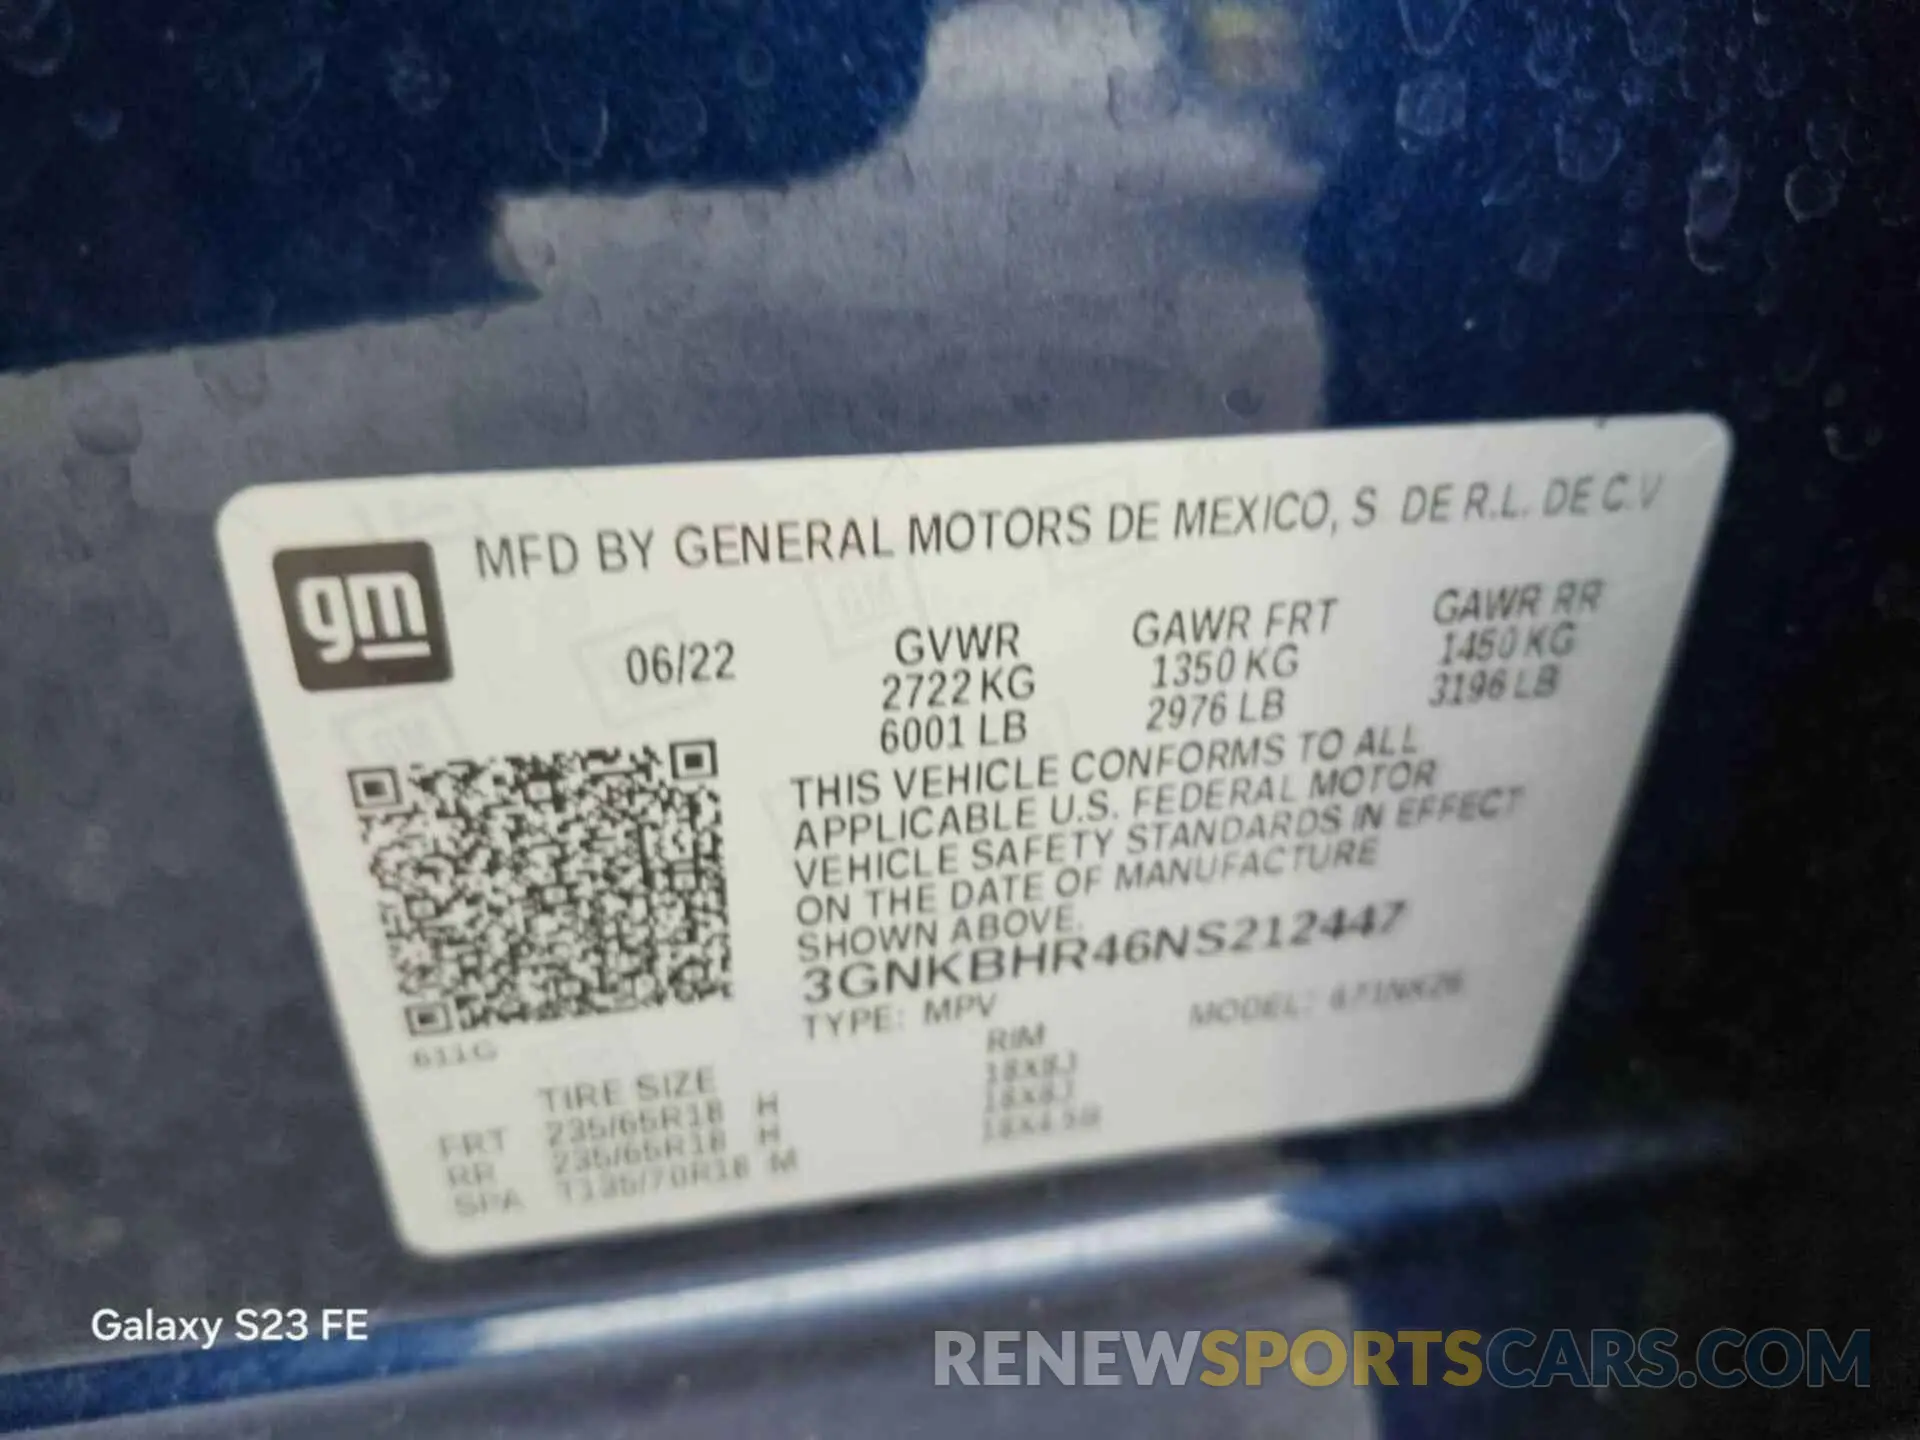 gm
MFD BY GENERAL MOTORS DE MEXICO, S DE R.L. DE C.V
06/22
GVWR
2722 KG
6001 LB
GAWR FRT
1350 KG
2976 LB
GAWR RR
1450 KG
3196 LB
THIS VEHICLE CONFORMS TO ALL
APPLICABLE U.S. FEDERAL MOTOR
VEHICLE SAFETY STANDARDS IN EFFECT
ON THE DATE OF MANUFACTURE
SHOWN ABOVE.
3GNKBHR46NS212447
TYPE: MPV MODEL:
611G
TIRE SIZE RIM
FRT 235/65R18 H 18X8J
RR 235/65R18 H 18X8J
SPA T135/70R18 M
Galaxy S23 FE
RENEWSPORTSCARS.COM